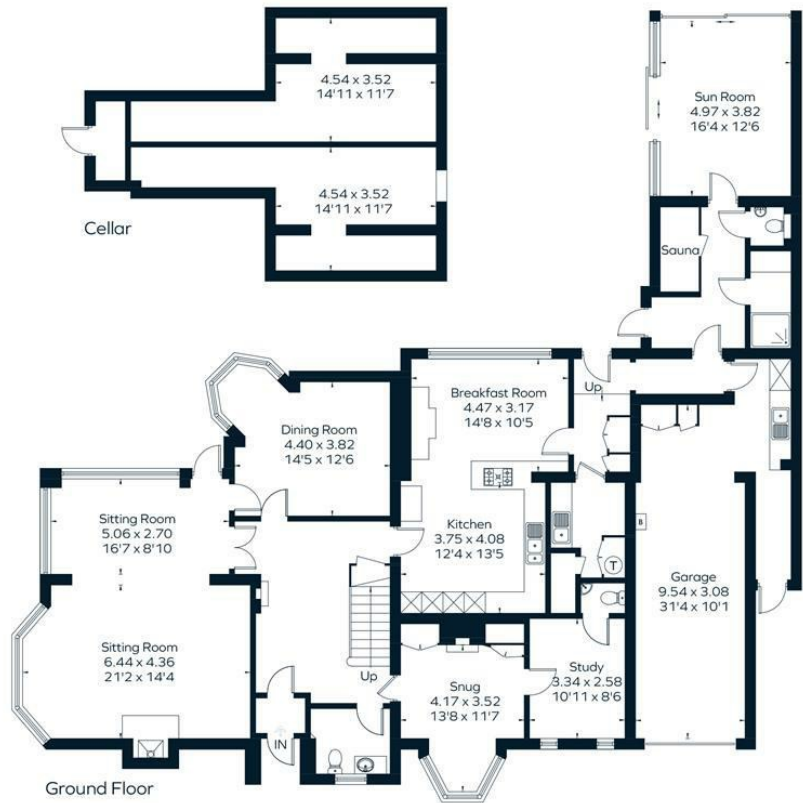 4.54 x 3.52
14'11 x 11'7
4.54 x 3.52
14'11 x 11'7
Cellar
Sun Room
4.97 x 3.82
16'4 x 12'6
Sauna
Up
Breakfast Room
4.47 x 3.17
14'8 x 10'5
Dining Room
4.40 x 3.82
14'5 x 12'6
Sitting Room
5.06 x 2.70
16'7 x 8'10
Kitchen
3.75 x 4.08
12'4 x 13'5
B
T
Garage
9.54 x 3.08
31'4 x 10'1
Sitting Room
6.44 x 4.36
21'2 x 14'4
Up
Snug
4.17 x 3.52
13'8 x 11'7
Study
3.34 x 2.58
10'11 x 8'6
IN
Ground Floor